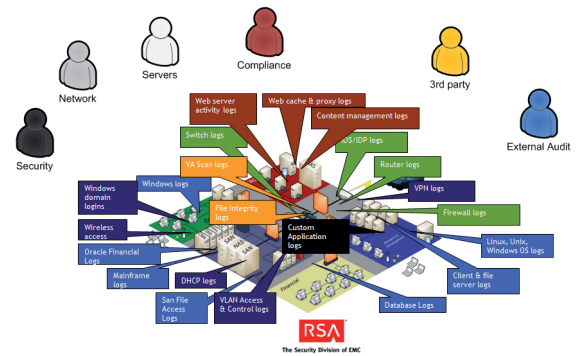 Compliance
Servers
3rd party
Network
External Audit
Security
Web server
activity logs
Web cache & proxy logs
Content management logs
Switch logs
IDS/IDP logs
VA Scan logs
Router logs
Windows logs
Windows
domain
logins
VPN logs
File Integrity
logs
Firewall logs
Wireless
access
Custom
Application
logs
Linux, Unix,
Windows OS logs
Oracle Financial
Logs
SAN
SAN
Mainframe
logs
DHCP logs
Client & file
server logs
San File
Access
Logs
VLAN Access
& Control logs
Financial
Database Logs
RSA
The Security Division of EMC